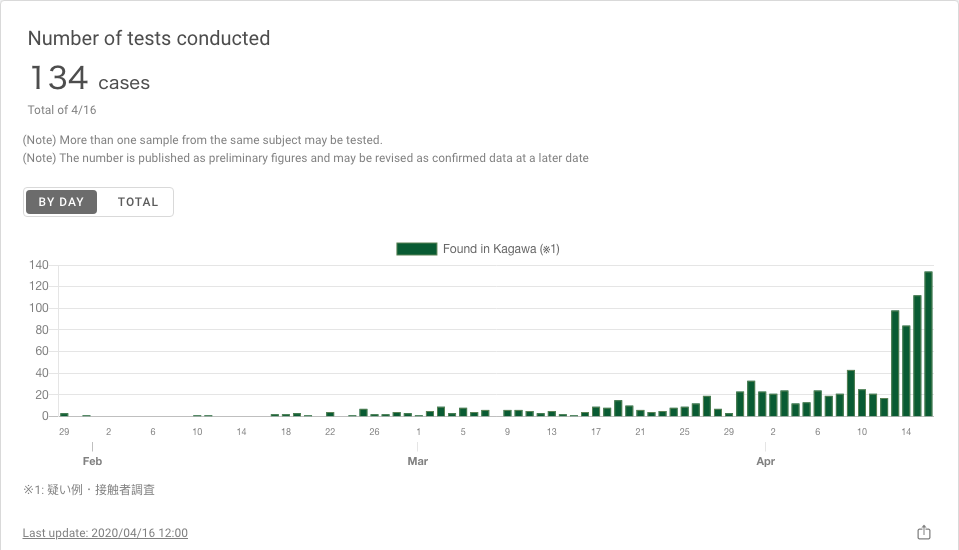 Number of tests conducted
134 cases
Total of 4/16
(Note) More than one sample from the same subject may be tested.
(Note) The number is published as preliminary figures and may be revised as confirmed data at a later date
BY DAY TOTAL
Found in Kagawa (※1)
140
120
100
80
60
40
20
0
29 2 6 10 14 18 22 26 1 5 9 13 17 21 25 29 2 6 10 14
Feb Mar Apr
※1: 疑い例・接触者調査
Last update: 2020/04/16 12:00